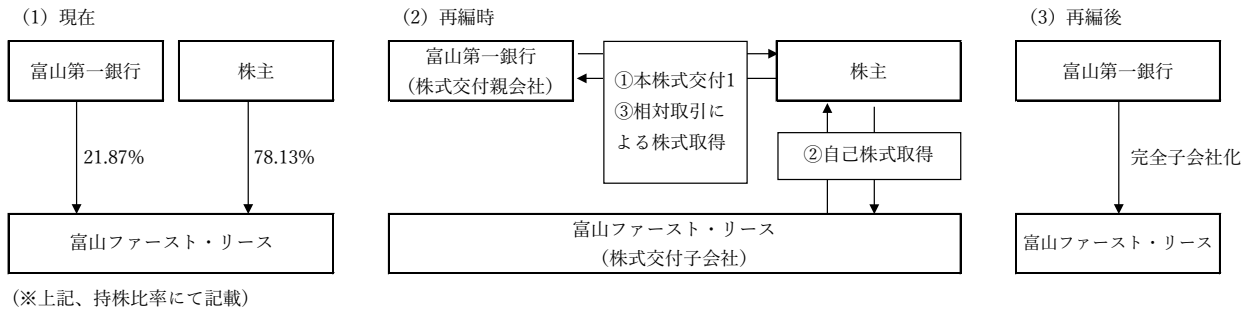 (1) 現在
富山第一銀行
株主
21.87%
78.13%
富山ファースト・リース
(※上記、持株比率にて記載)
(2) 再編時
富山第一銀行
(株式交付親会社)
①本株式交付1
③相対取引に
よる株式取得
株主
②自己株式取得
富山ファースト・リース
(株式交付子会社)
(3) 再編後
富山第一銀行
完全子会社化
富山ファースト・リース